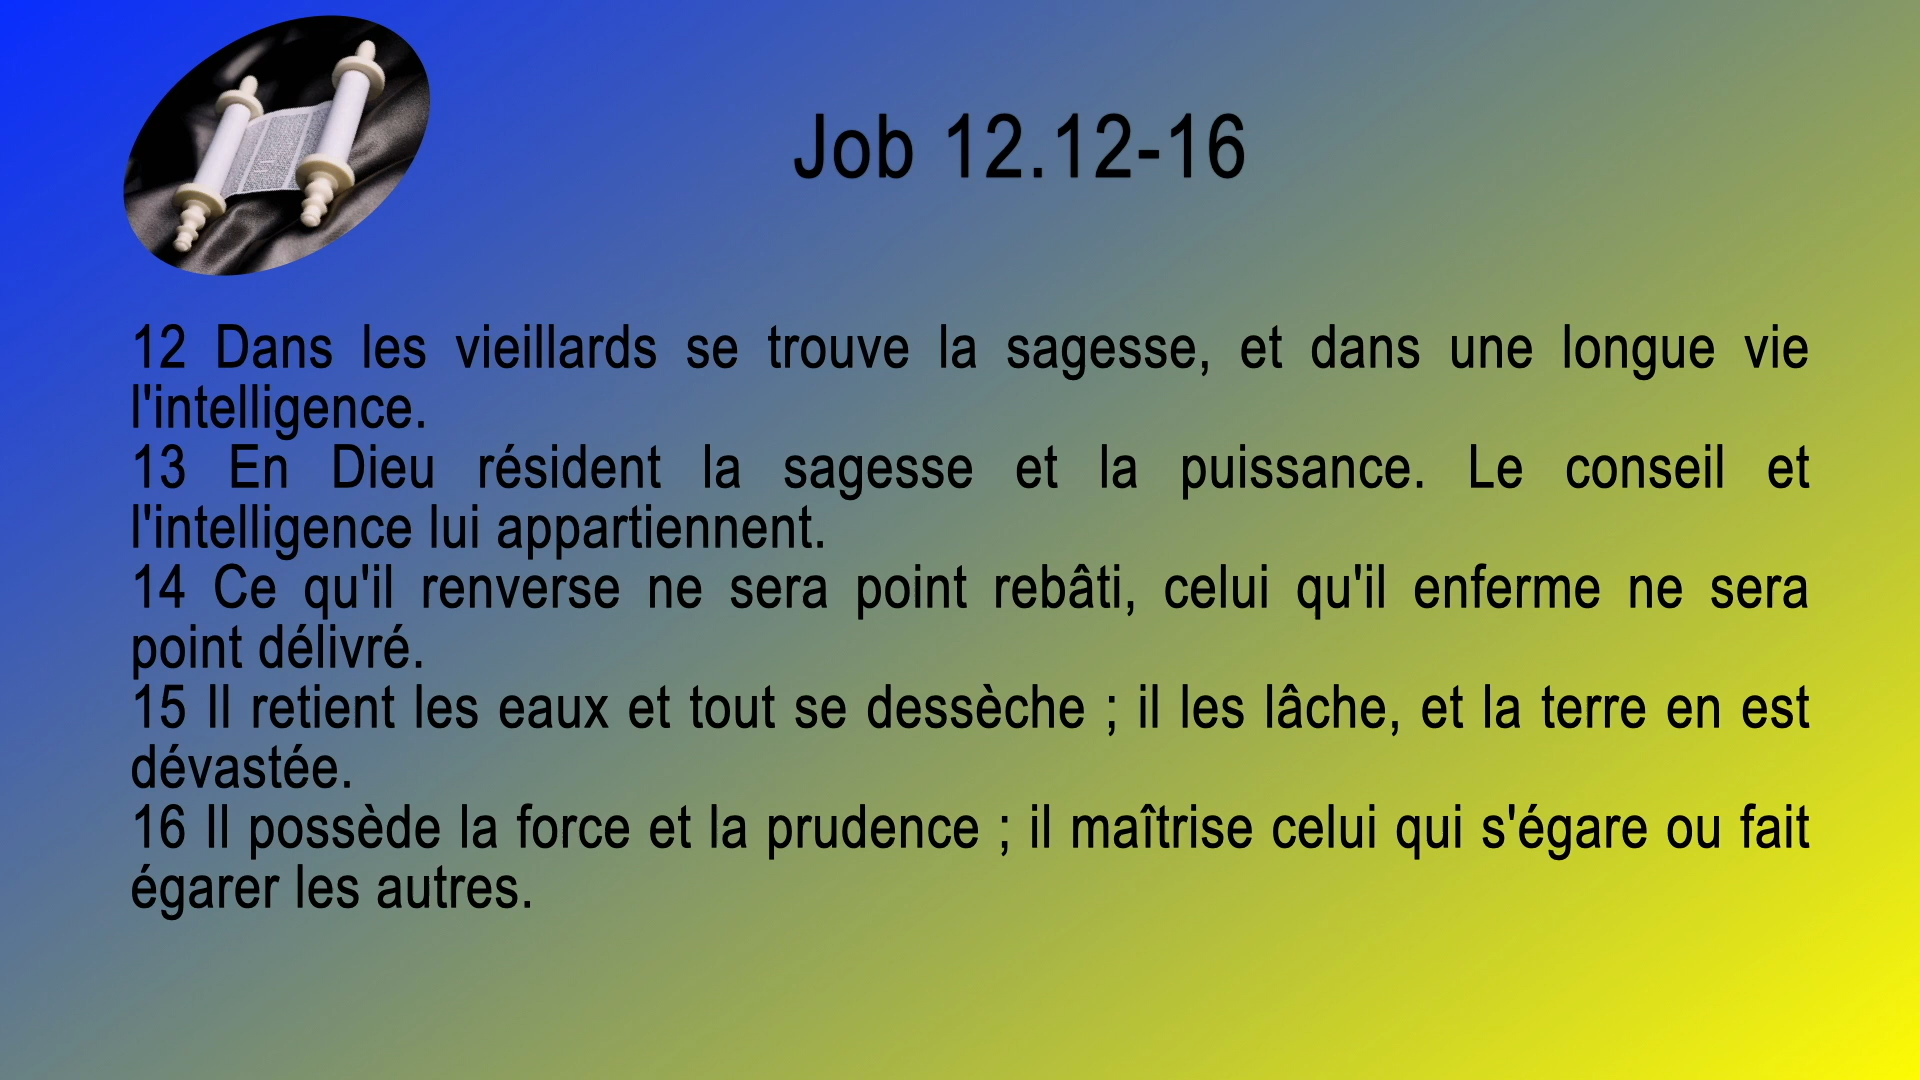 Job 12.12-16
12 Dans les vieillards se trouve la sagesse, et dans une longue vie
l'intelligence.
13 En Dieu résident la sagesse et la puissance. Le conseil et
l'intelligence lui appartiennent.
14 Ce qu'il renverse ne sera point rebâti, celui qu'il enferme ne sera
point délivré.
15 Il retient les eaux et tout se dessèche ; il les lâche, et la terre en est
dévastée.
16 Il possède la force et la prudence ; il maîtrise celui qui s'égare ou fait
égarer les autres.